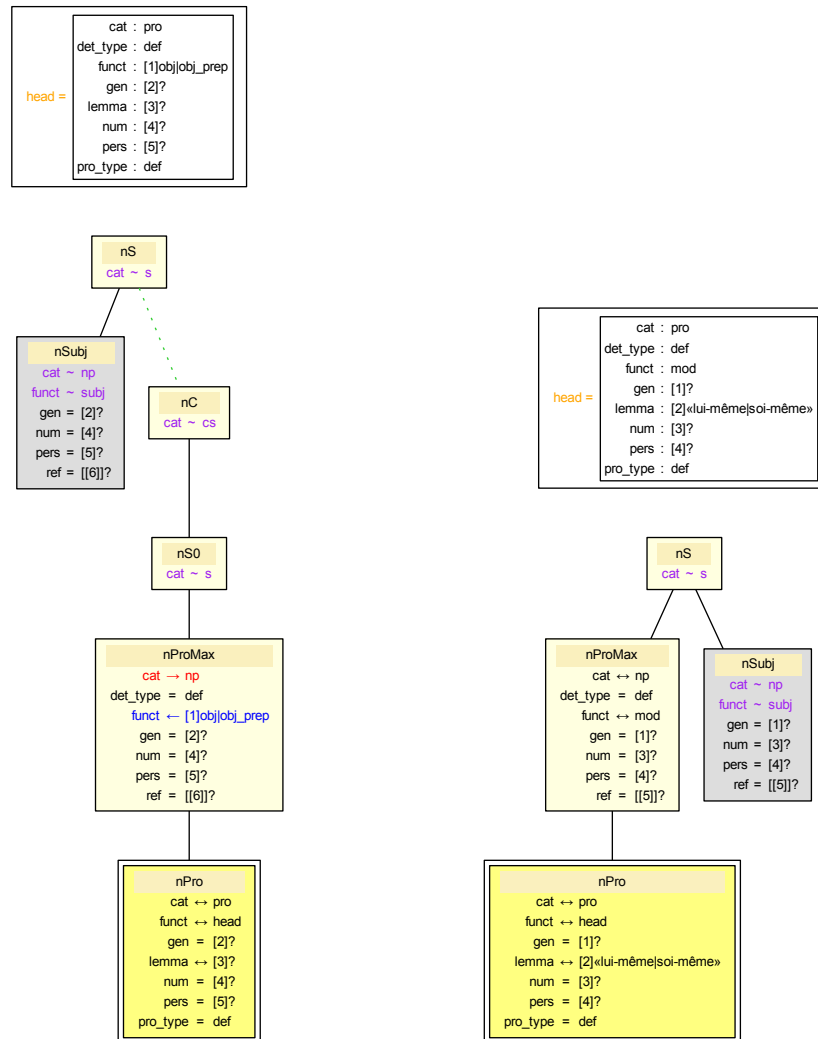 cat : pro
det_type : def
funct : [1]obj|obj_prep
gen : [2]?
head =
lemma : [3]?
num : [4]?
pers : [5]?
pro_type : def
nS
cat ~ s
nSubj
cat ~ np
funct ~ subj
gen = [2]?
num = [4]?
pers = [5]?
ref = [[6]]?
nC
cat ~ cs
nS0
cat ~ s
nProMax
cat → np
det_type = def
funct ← [1]obj|obj_prep
gen = [2]?
num = [4]?
pers = [5]?
ref = [[6]]?
nPro
cat ↔ pro
funct ↔ head
gen = [2]?
lemma ↔ [3]?
num = [4]?
pers = [5]?
pro_type = def
cat : pro
det_type : def
funct : mod
gen : [1]?
head =
lemma : [2]«lui-même|soi-même»
num : [3]?
pers : [4]?
pro_type : def
nS
cat ~ s
nProMax
cat ↔ np
det_type = def
funct ↔ mod
gen = [1]?
num = [3]?
pers = [4]?
ref = [[5]]?
nSubj
cat ~ np
funct ~ subj
gen = [1]?
num = [3]?
pers = [4]?
ref = [[5]]?
nPro
cat ↔ pro
funct ↔ head
gen = [1]?
lemma ↔ [2]«lui-même|soi-même»
num = [3]?
pers = [4]?
pro_type = def